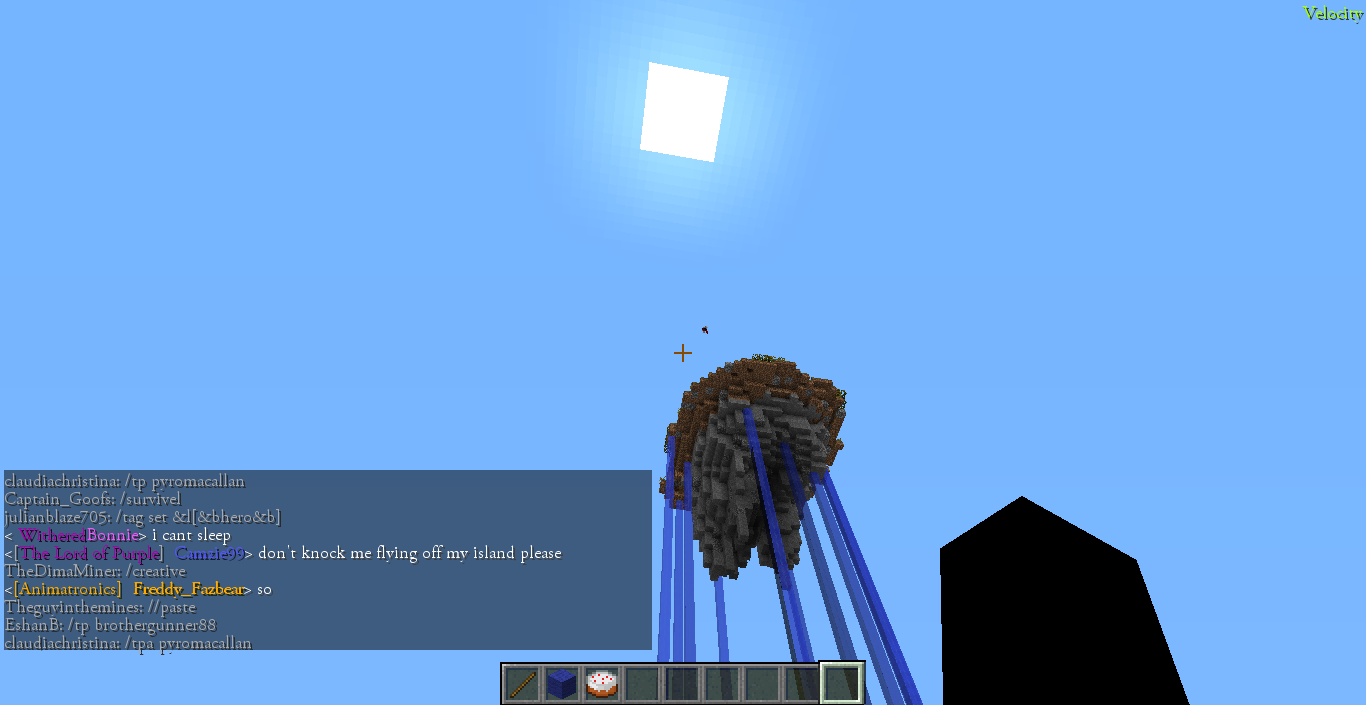 Velocity
claudiachristina: /tp pyromacallan
Captain_Goofs: /survivel
julianblaze705: /tag set &l[&bhero&b]
< WitheredBonnie> i cant sleep
<[The Lord of Purple] Camzie99> don't knock me flying off my island please
TheDimaMiner: /creative
<[Animatronics] Freddy_Fazbear> so
Theguyinthemines: //paste
EshanB: /tp brothergunner88
claudiachristina: /tpa pyromacallan